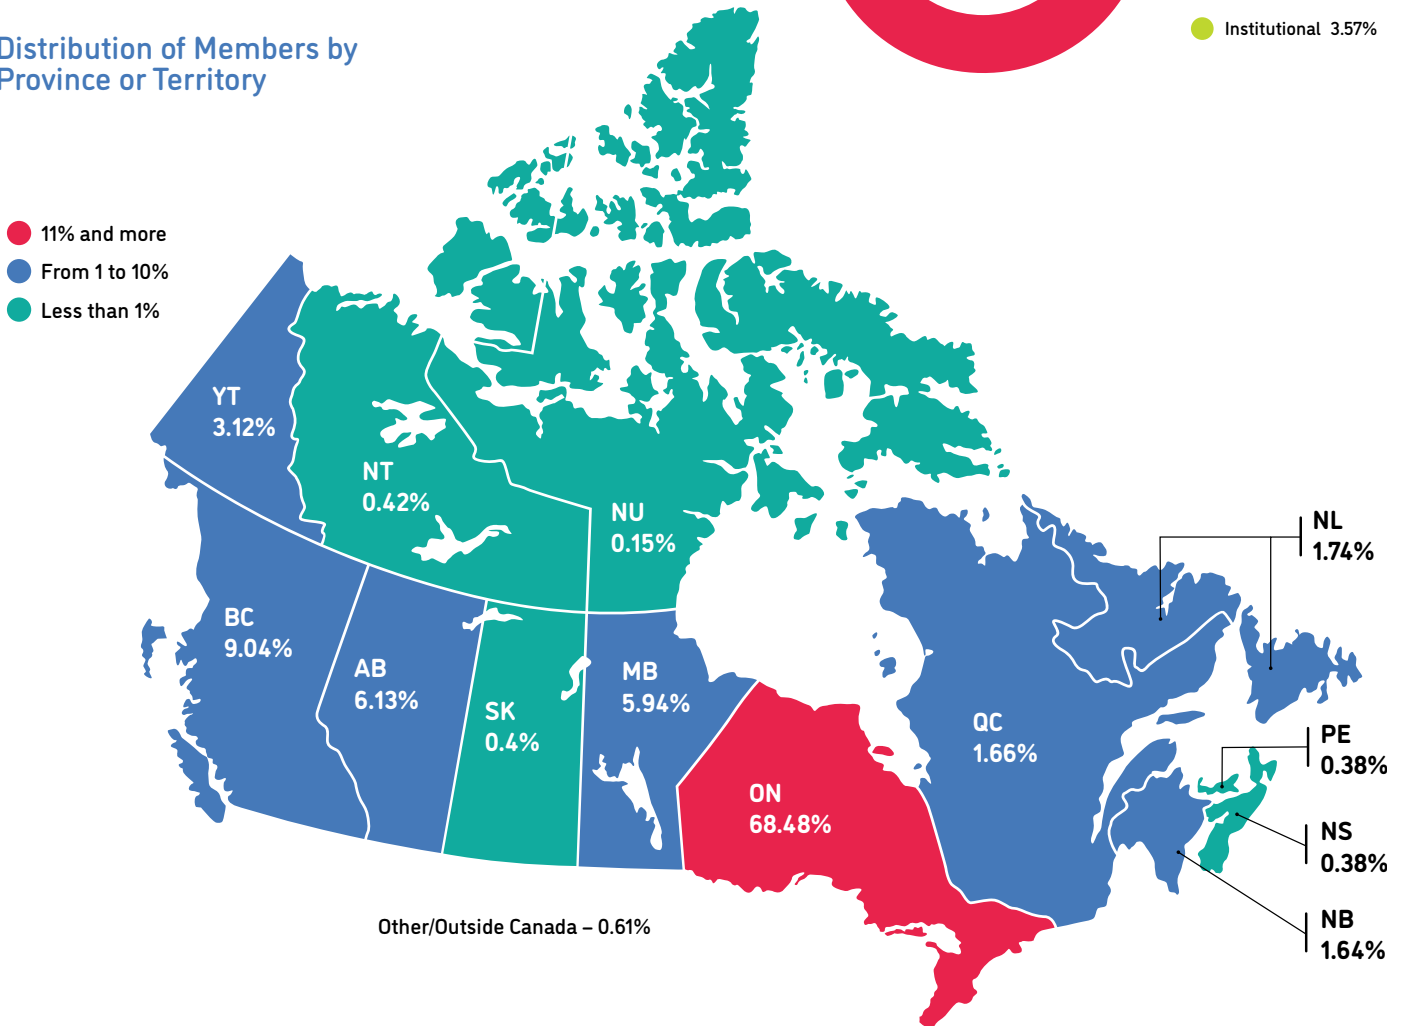 Institutional 3.57%
Distribution of Members by
Province or Territory
11% and more
From 1 to 10%
Less than 1%
YT
3.12%
NT
0.42%
NU
0.15%
NL
1.74%
BC
9.04%
AB
6.13%
SK
0.4%
MB
5.94%
ON
68.48%
QC
1.66%
PE
0.38%
NS
0.38%
NB
1.64%
Other/Outside Canada – 0.61%